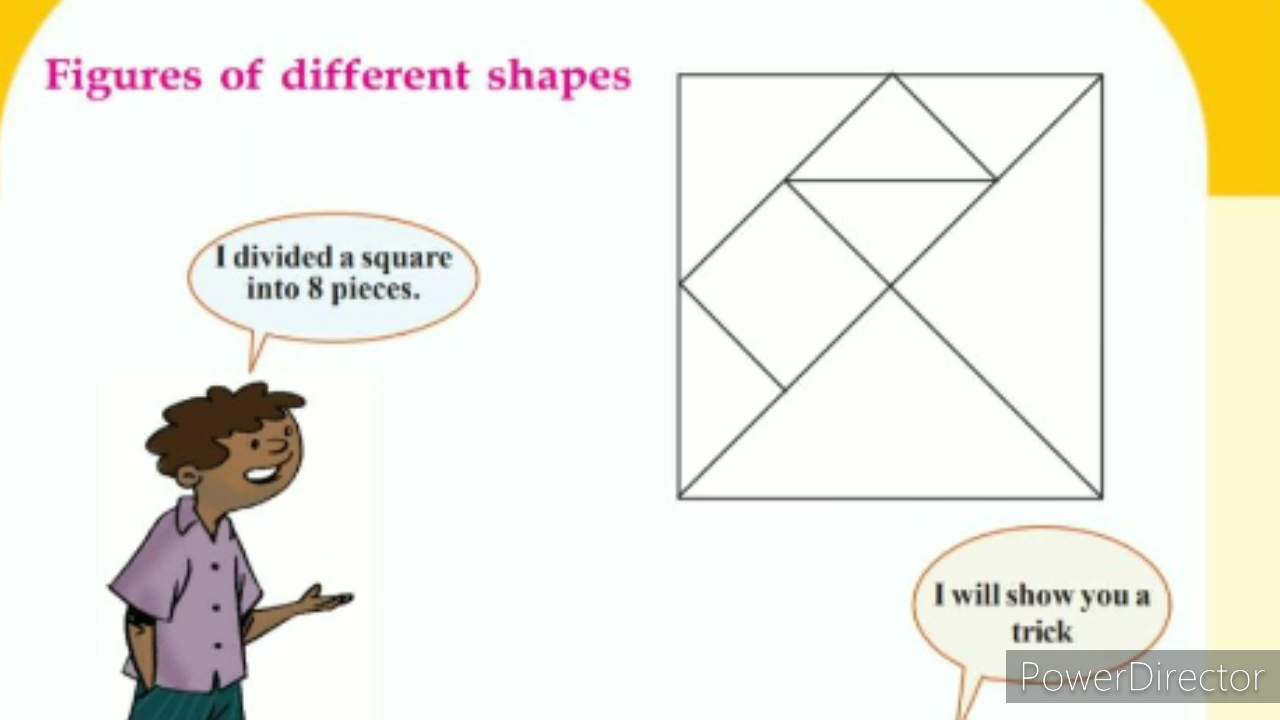 Figures of different shapes
I divided a square
into 8 pieces.
I will show you a
trick
PowerDirector